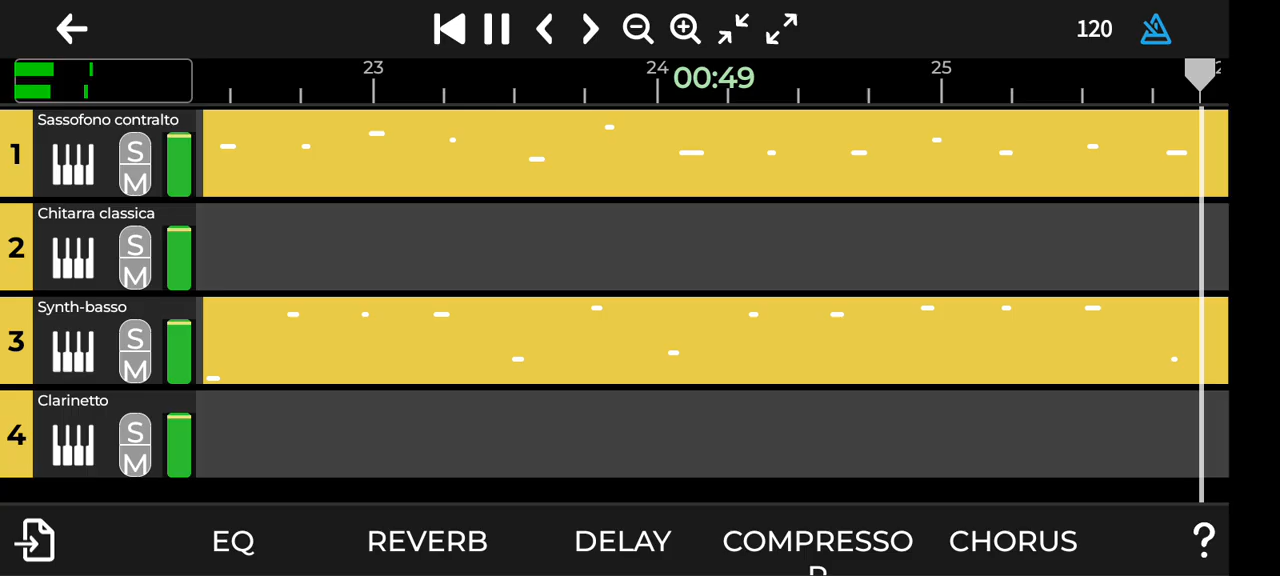 120
23
24
00:49
25
2
Sassofono contralto
1
S
M
Chitarra classica
2
S
M
Synth-basso
3
S
M
Clarinetto
4
S
M
EQ
REVERB
DELAY
COMPRESSO
R
CHORUS
?